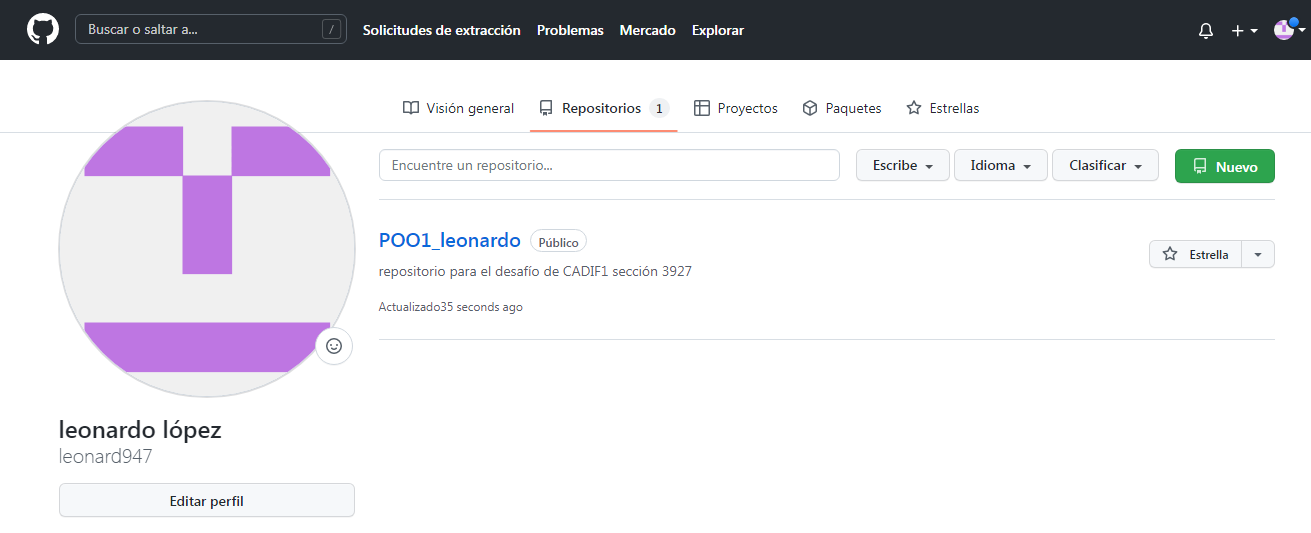 Buscar o saltar a... / Solicitudes de extracción Problemas Mercado Explorar
Visión general Repositorios 1 Proyectos Paquetes Estrellas
Encuentre un repositorio... Escribe Idioma Clasificar Nuevo
POO1_leonardo Público
Estrella
repositorio para el desafío de CADIF1 sección 3927
Actualizado35 seconds ago
leonardo lópez
leonard947
Editar perfil